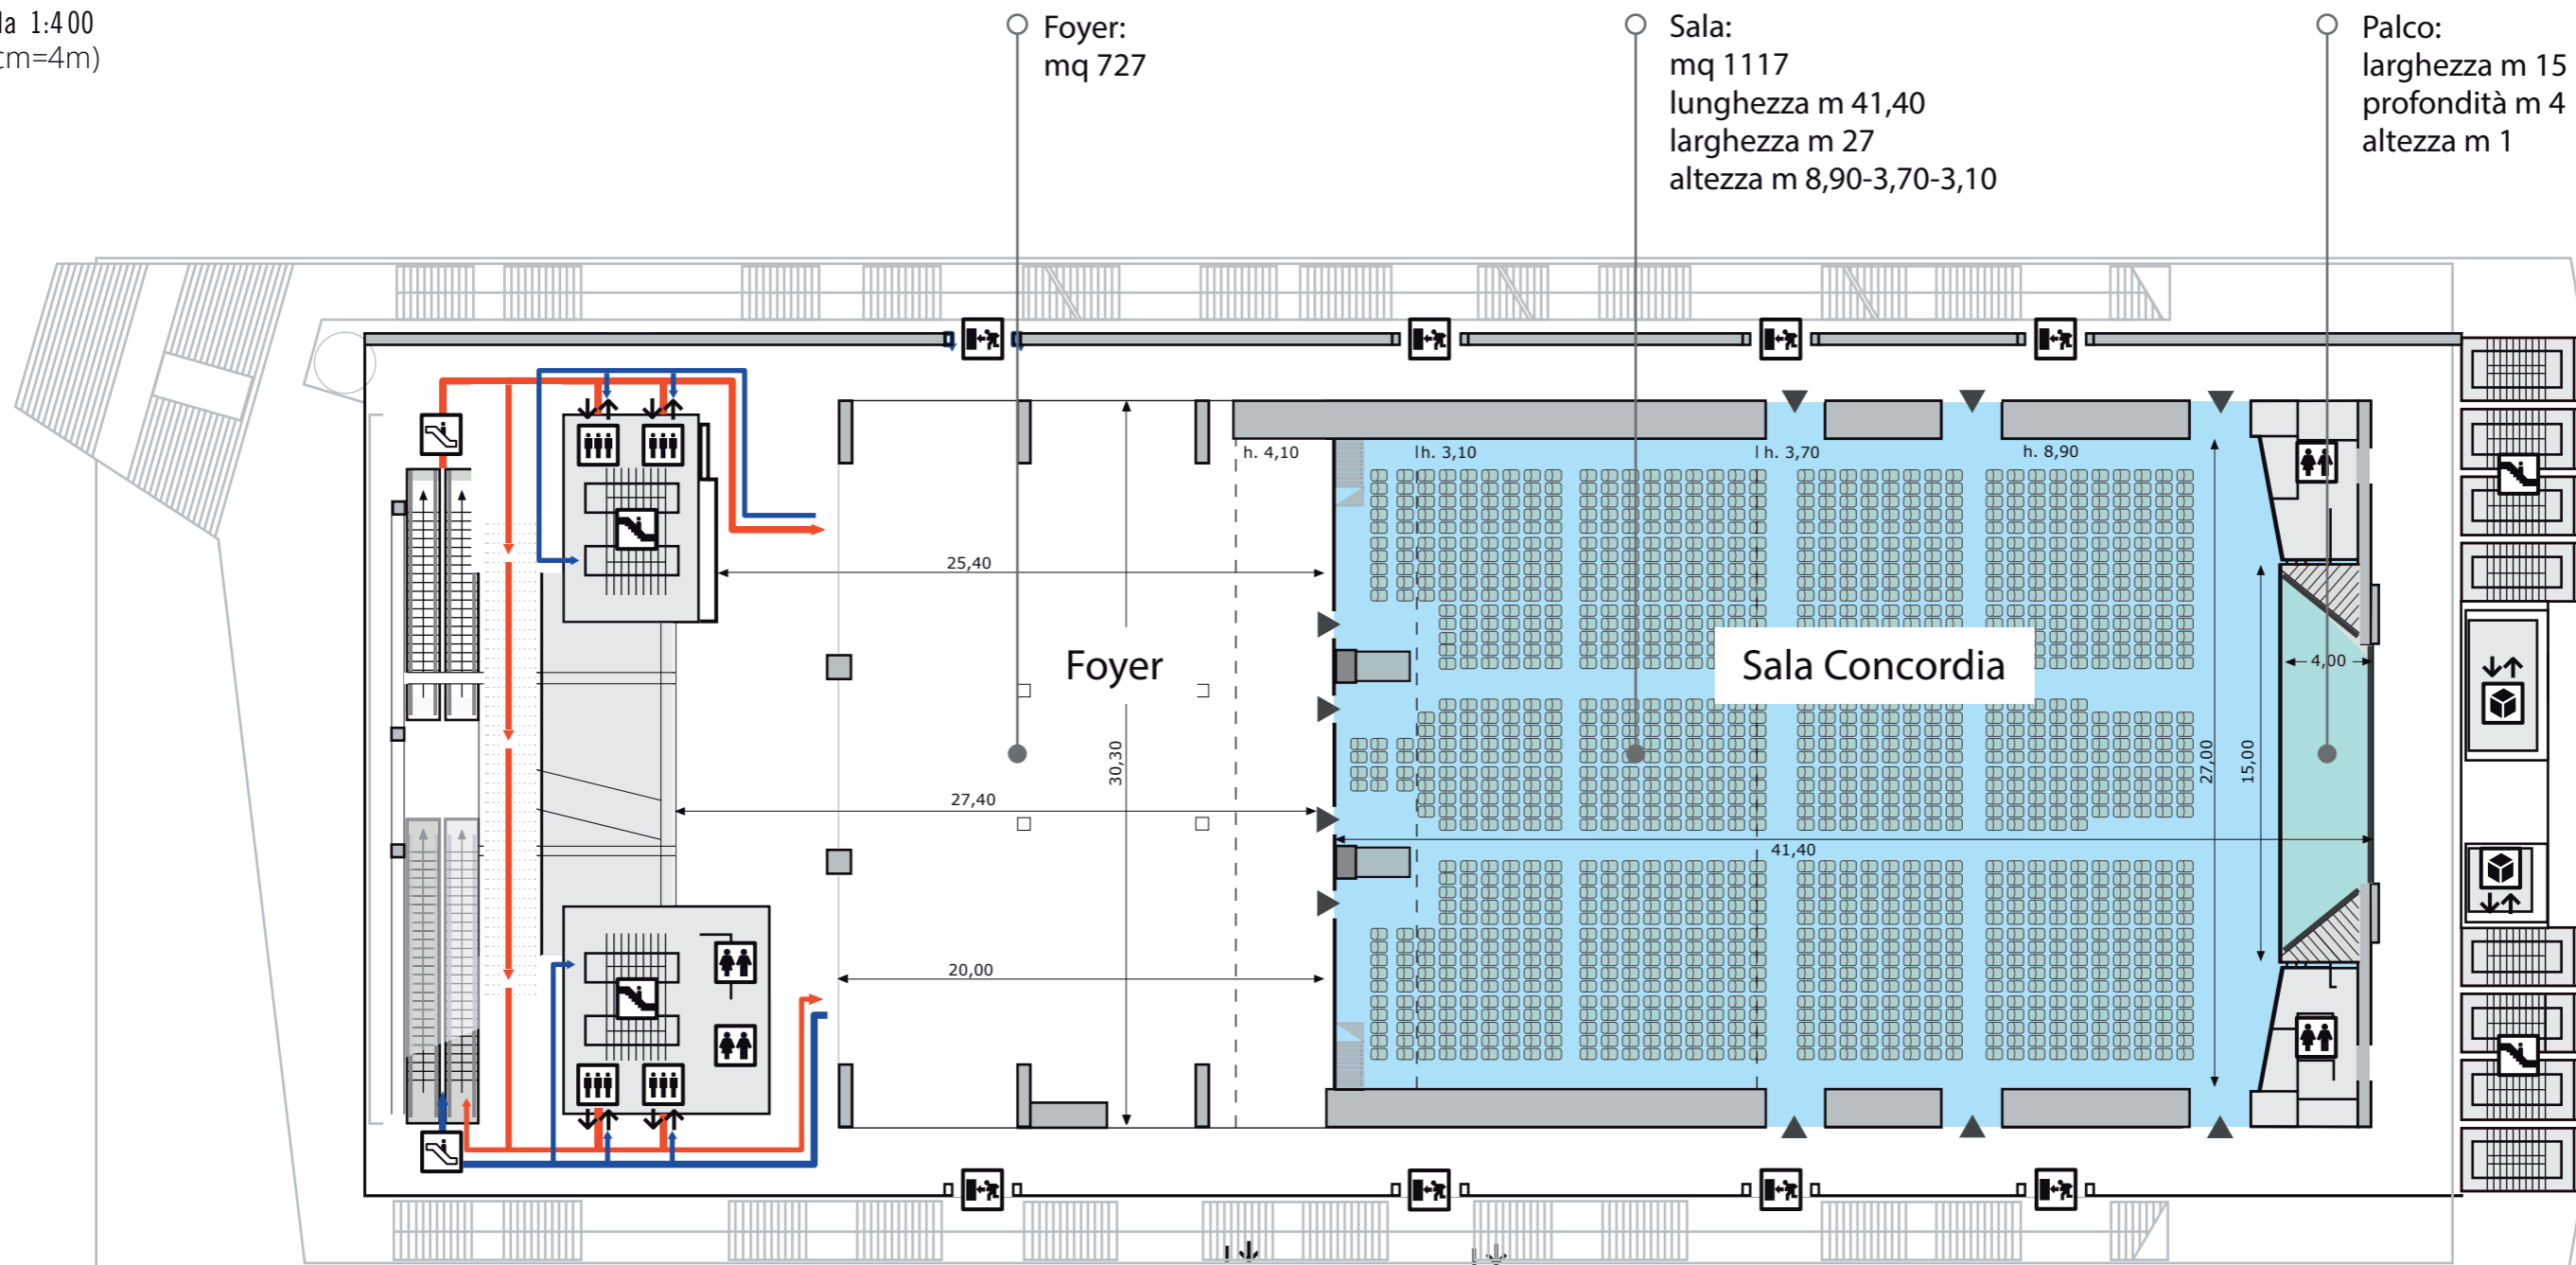 1:400
cm=4m)
Foyer:
mq 727
Sala:
mq 1117
lunghezza m 41,40
larghezza m 27
altezza m 8,90-3,70-3,10
Palco:
larghezza m 15
profondità m 4
altezza m 1
h. 4,10
h. 3,10
h. 3,70
h. 8,90
25,40
Foyer
Sala Concordia
4,00
30,30
27,00
15,00
27,40
41,40
20,00